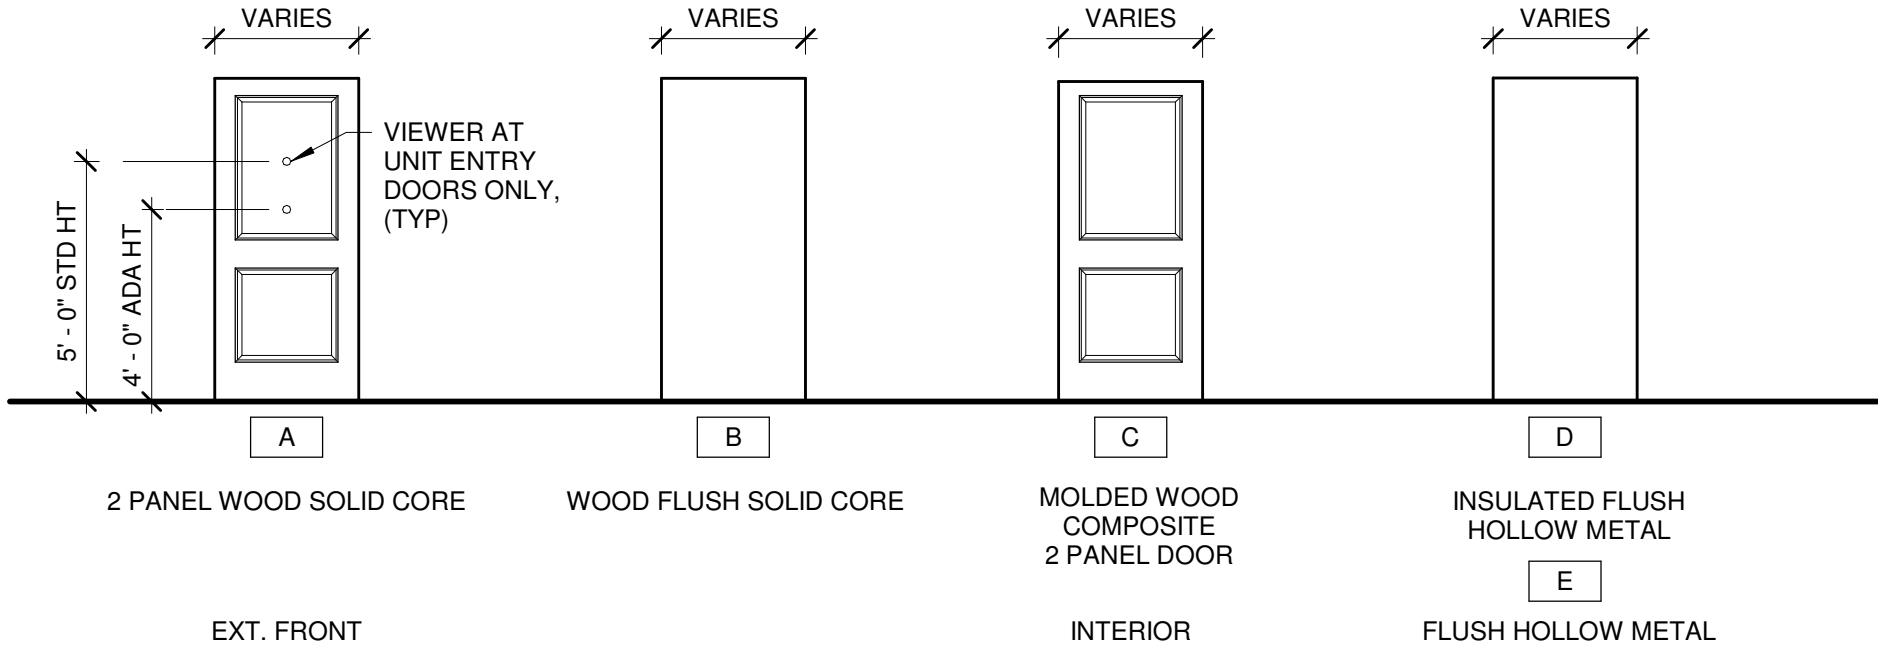 VARIES
VARIES
VARIES
VARIES
VIEWER AT
UNIT ENTRY
DOORS ONLY,
(TYP)
5' - 0" STD HT
4' - 0" ADA HT
A
B
C
D
2 PANEL WOOD SOLID CORE
WOOD FLUSH SOLID CORE
MOLDED WOOD
COMPOSITE
2 PANEL DOOR
INSULATED FLUSH
HOLLOW METAL
E
EXT. FRONT
INTERIOR
FLUSH HOLLOW METAL